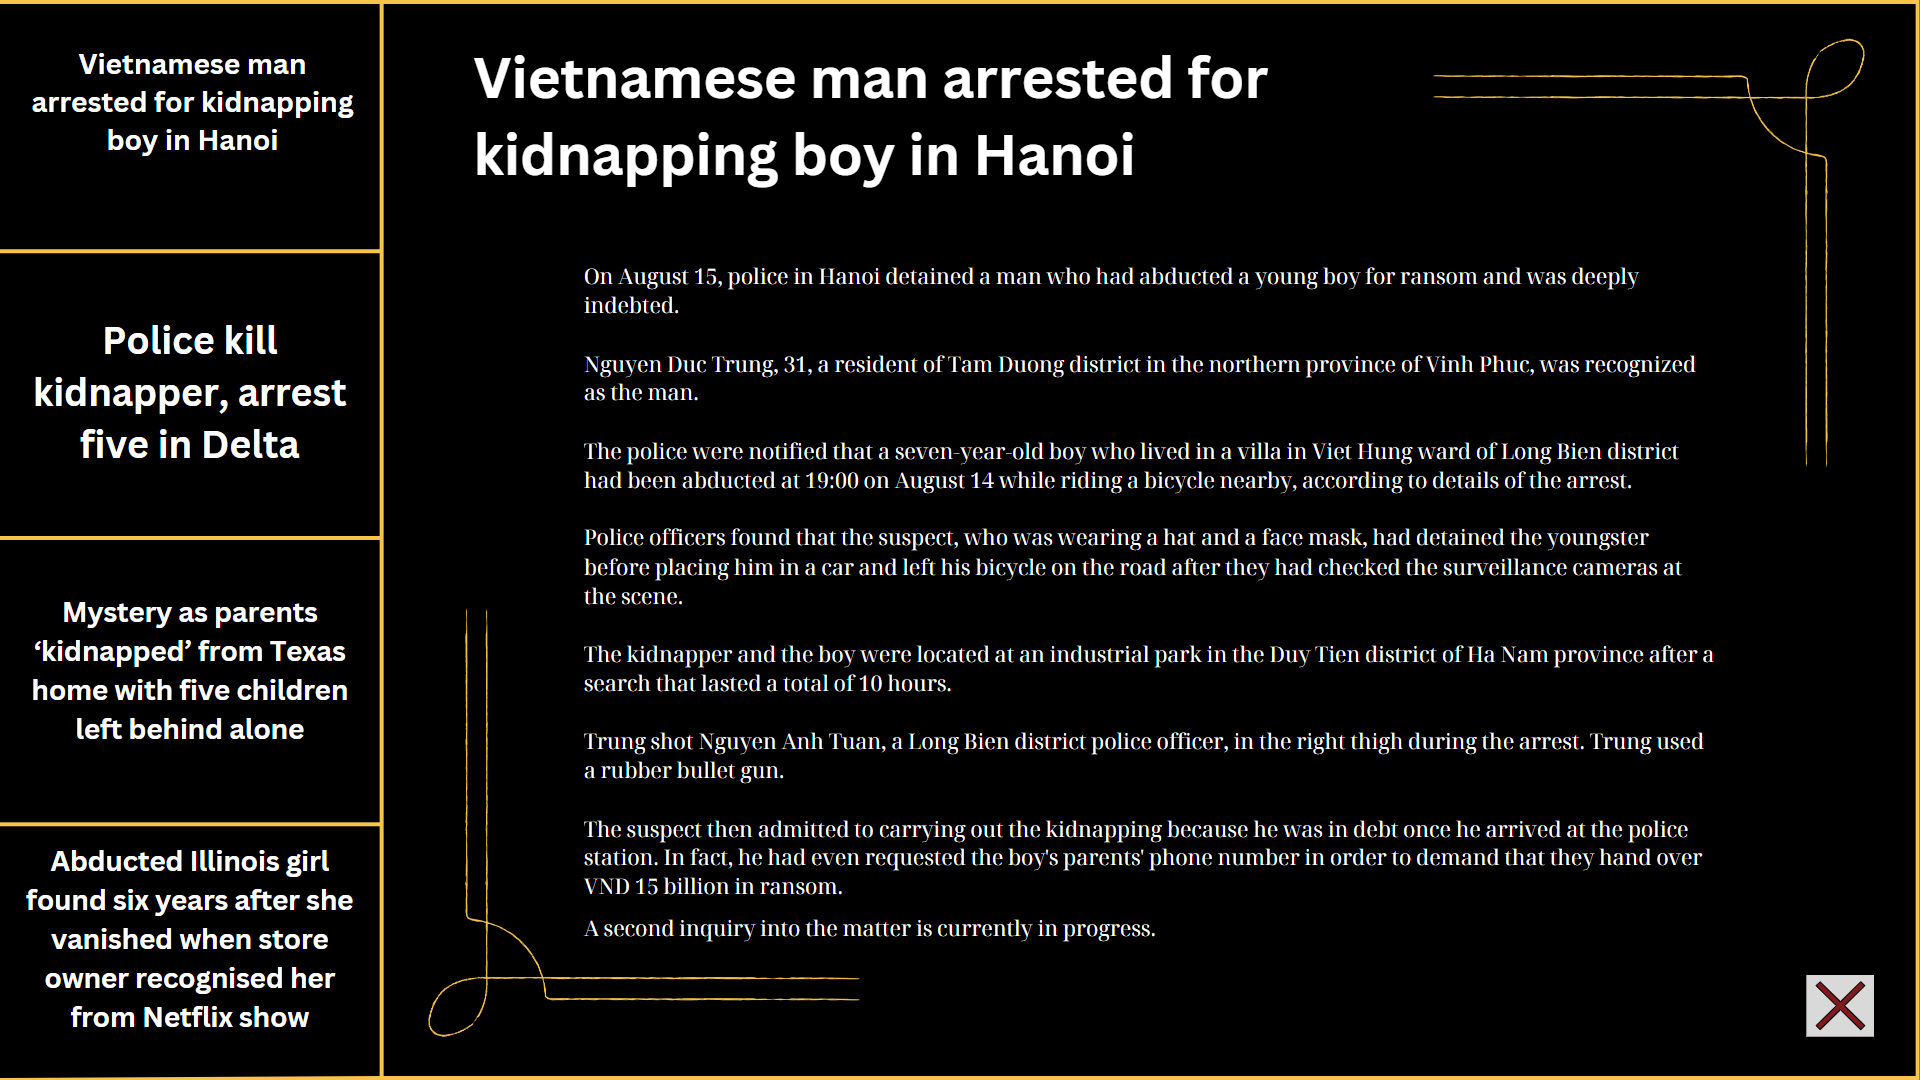 Vietnamese man
arrested for kidnapping
boy in Hanoi
Police kill
kidnapper, arrest
five in Delta
Mystery as parents
‘kidnapped’ from Texas
home with five children
left behind alone
Abducted Illinois girl
found six years after she
vanished when store
owner recognised her
from Netflix show
Vietnamese man arrested for
kidnapping boy in Hanoi
On August 15, police in Hanoi detained a man who had abducted a young boy for ransom and was deeply
indebted.
Nguyen Duc Trung, 31, a resident of Tam Duong district in the northern province of Vinh Phuc, was recognized
as the man.
The police were notified that a seven-year-old boy who lived in a villa in Viet Hung ward of Long Bien district
had been abducted at 19:00 on August 14 while riding a bicycle nearby, according to details of the arrest.
Police officers found that the suspect, who was wearing a hat and a face mask, had detained the youngster
before placing him in a car and left his bicycle on the road after they had checked the surveillance cameras at
the scene.
The kidnapper and the boy were located at an industrial park in the Duy Tien district of Ha Nam province after a
search that lasted a total of 10 hours.
Trung shot Nguyen Anh Tuan, a Long Bien district police officer, in the right thigh during the arrest. Trung used
a rubber bullet gun.
The suspect then admitted to carrying out the kidnapping because he was in debt once he arrived at the police
station. In fact, he had even requested the boy's parents' phone number in order to demand that they hand over
VND 15 billion in ransom.
A second inquiry into the matter is currently in progress.